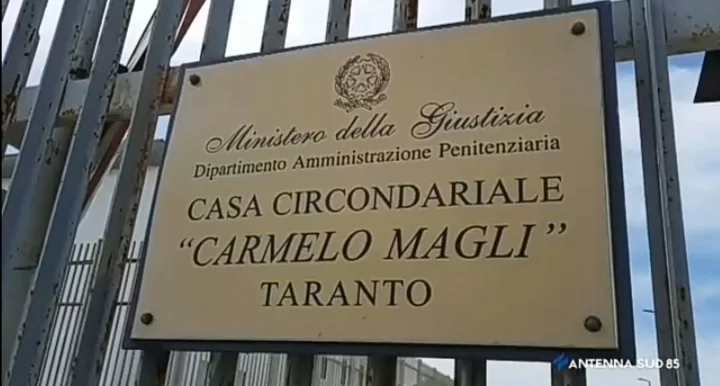 Ministero della Giustizia
Dipartimento Amministrazione Penitenziaria
CASA CIRCONDARIALE
"CARMELO MAGLI"
TARANTO
ANTENNA SUD 85